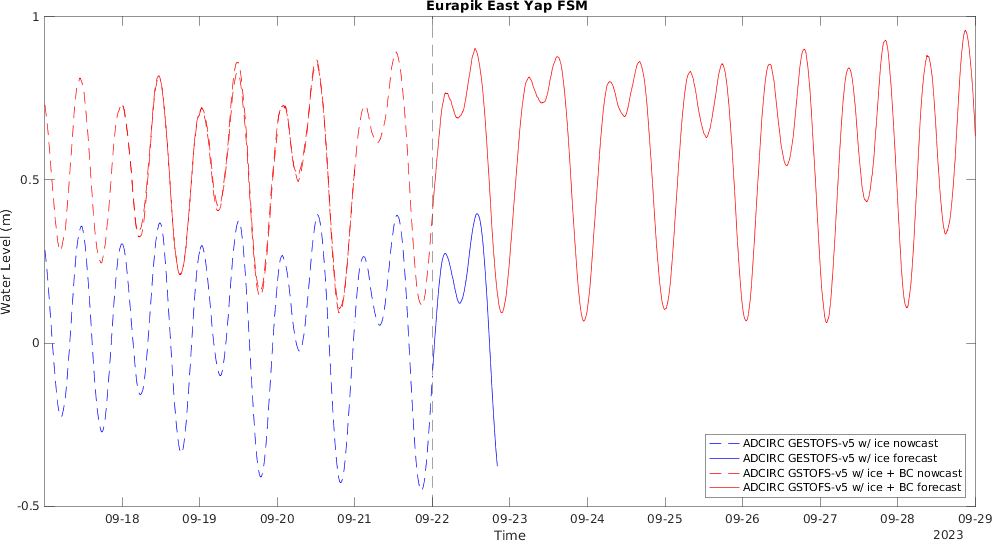 Eurapik East Yap FSM
1
0.5
0
-0.5
Water Level (m)
ADCIRC GESTOFS-v5 w/ ice nowcast
ADCIRC GESTOFS-v5 w/ ice forecast
ADCIRC GSTOFS-v5 w/ ice + BC nowcast
ADCIRC GSTOFS-v5 w/ ice + BC forecast
09-18 09-19 09-20 09-21 09-22 09-23 09-24 09-25 09-26 09-27 09-28 09-29
Time
2023